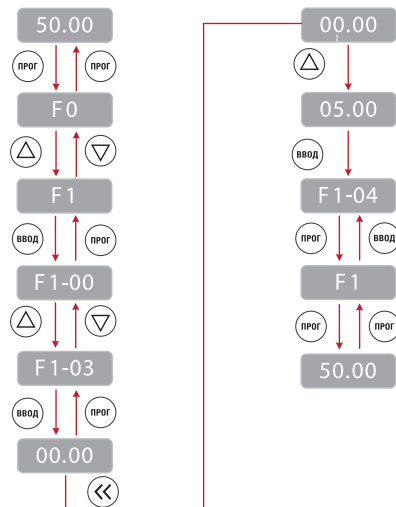 50.00
ПРОГ ПРОГ
F0
F1
ВВОД ПРОГ
F1-00
F1-03
ВВОД ПРОГ
00.00
00.00
05.00
ВВОД
F1-04
ПРОГ ВВОД
F1
ПРОГ ПРОГ
50.00